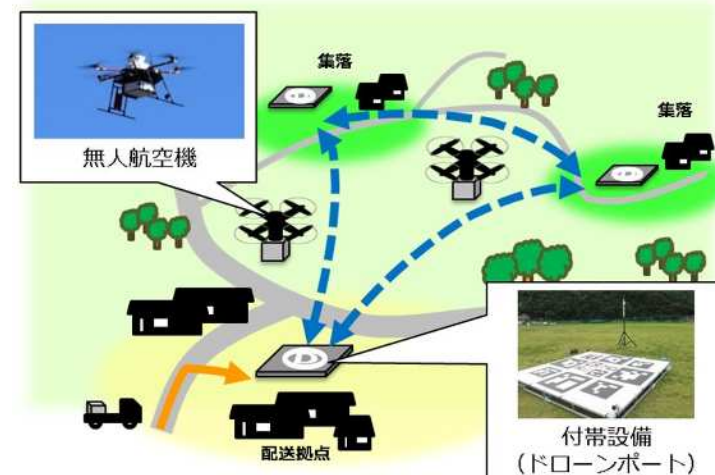 無人航空機
集落
集落
配送拠点
付帯設備
(ドローンポート)